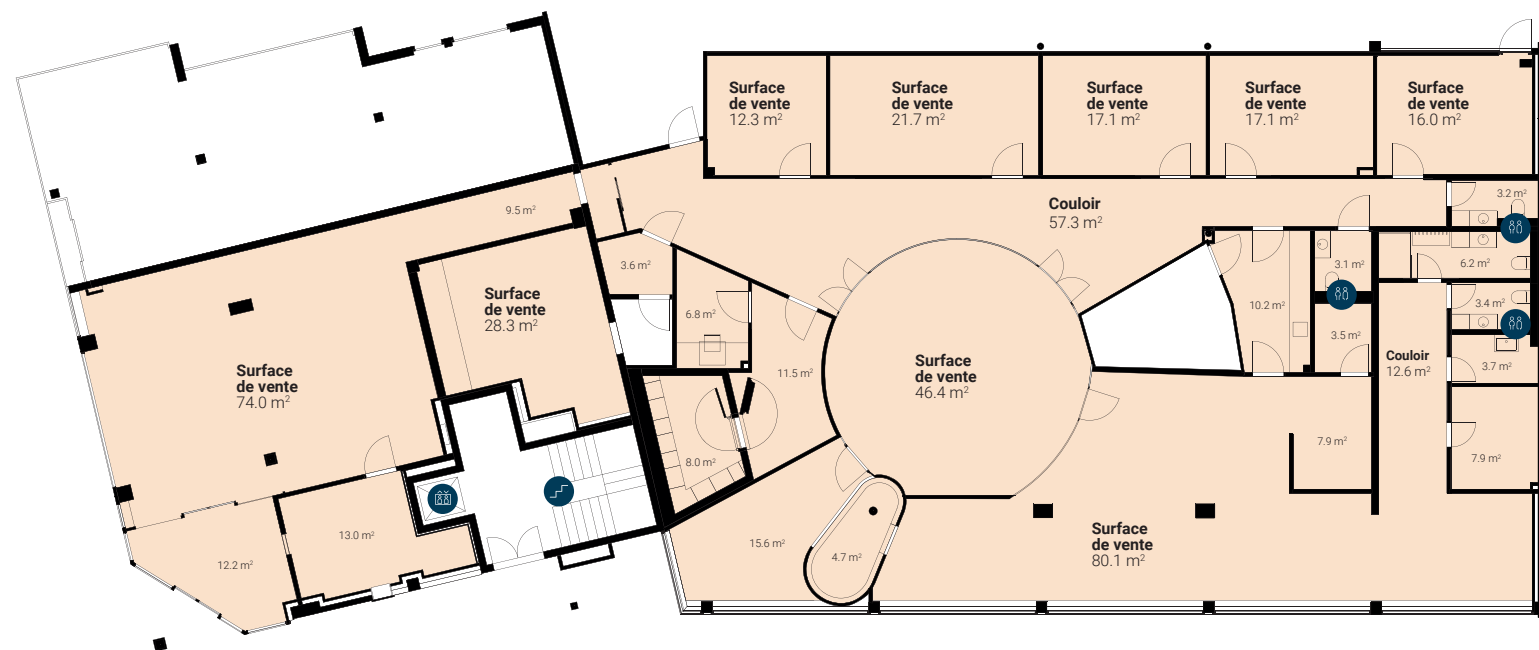 Surface
de vente
12.3 m²
Surface
de vente
21.7 m²
Surface
de vente
17.1 m²
Surface
de vente
17.1 m²
Surface
de vente
16.0 m²
9.5 m²
Couloir
57.3 m²
3.2 m²
3.6 m²
6.2 m²
3.1 m²
Surface
de vente
28.3 m²
6.8 m²
10.2 m²
3.4 m²
3.5 m²
Surface
de vente
74.0 m²
11.5 m²
Surface
de vente
46.4 m²
Couloir
12.6 m²
3.7 m²
8.0 m²
7.9 m²
7.9 m²
13.0 m²
12.2 m²
15.6 m²
4.7 m²
Surface
de vente
80.1 m²